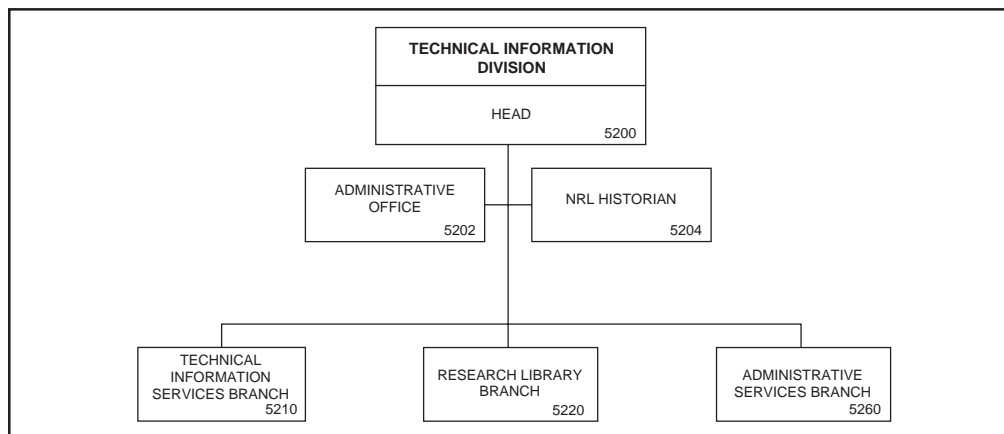 TECHNICAL INFORMATION
DIVISION
HEAD
5200
ADMINISTRATIVE
OFFICE
5202
NRL HISTORIAN
5204
TECHNICAL
INFORMATION
SERVICES BRANCH
5210
RESEARCH LIBRARY
BRANCH
5220
ADMINISTRATIVE
SERVICES BRANCH
5260